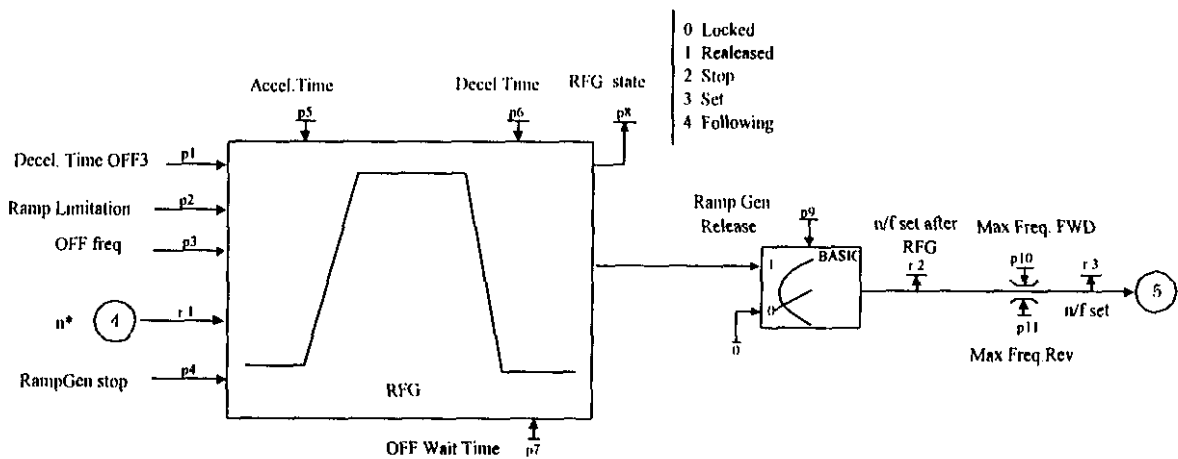 0 Locked
1 Realeased
2 Stop
3 Set
4 Following
Accel.Time
p5
Decel Time
p6
RFG state
p8
Decel. Time OFF3
p1
Ramp Limitation
p2
OFF freq
p3
n*
4
r1
RampGen stop
p4
RFG
OFF Wait Time
p7
Ramp Gen
Release
p9
BASIC
1
0
0
n/f set after
RFG
r2
Max Freq. FWD
p10
r3
p11
n/f set
Max Freq.Rev
5